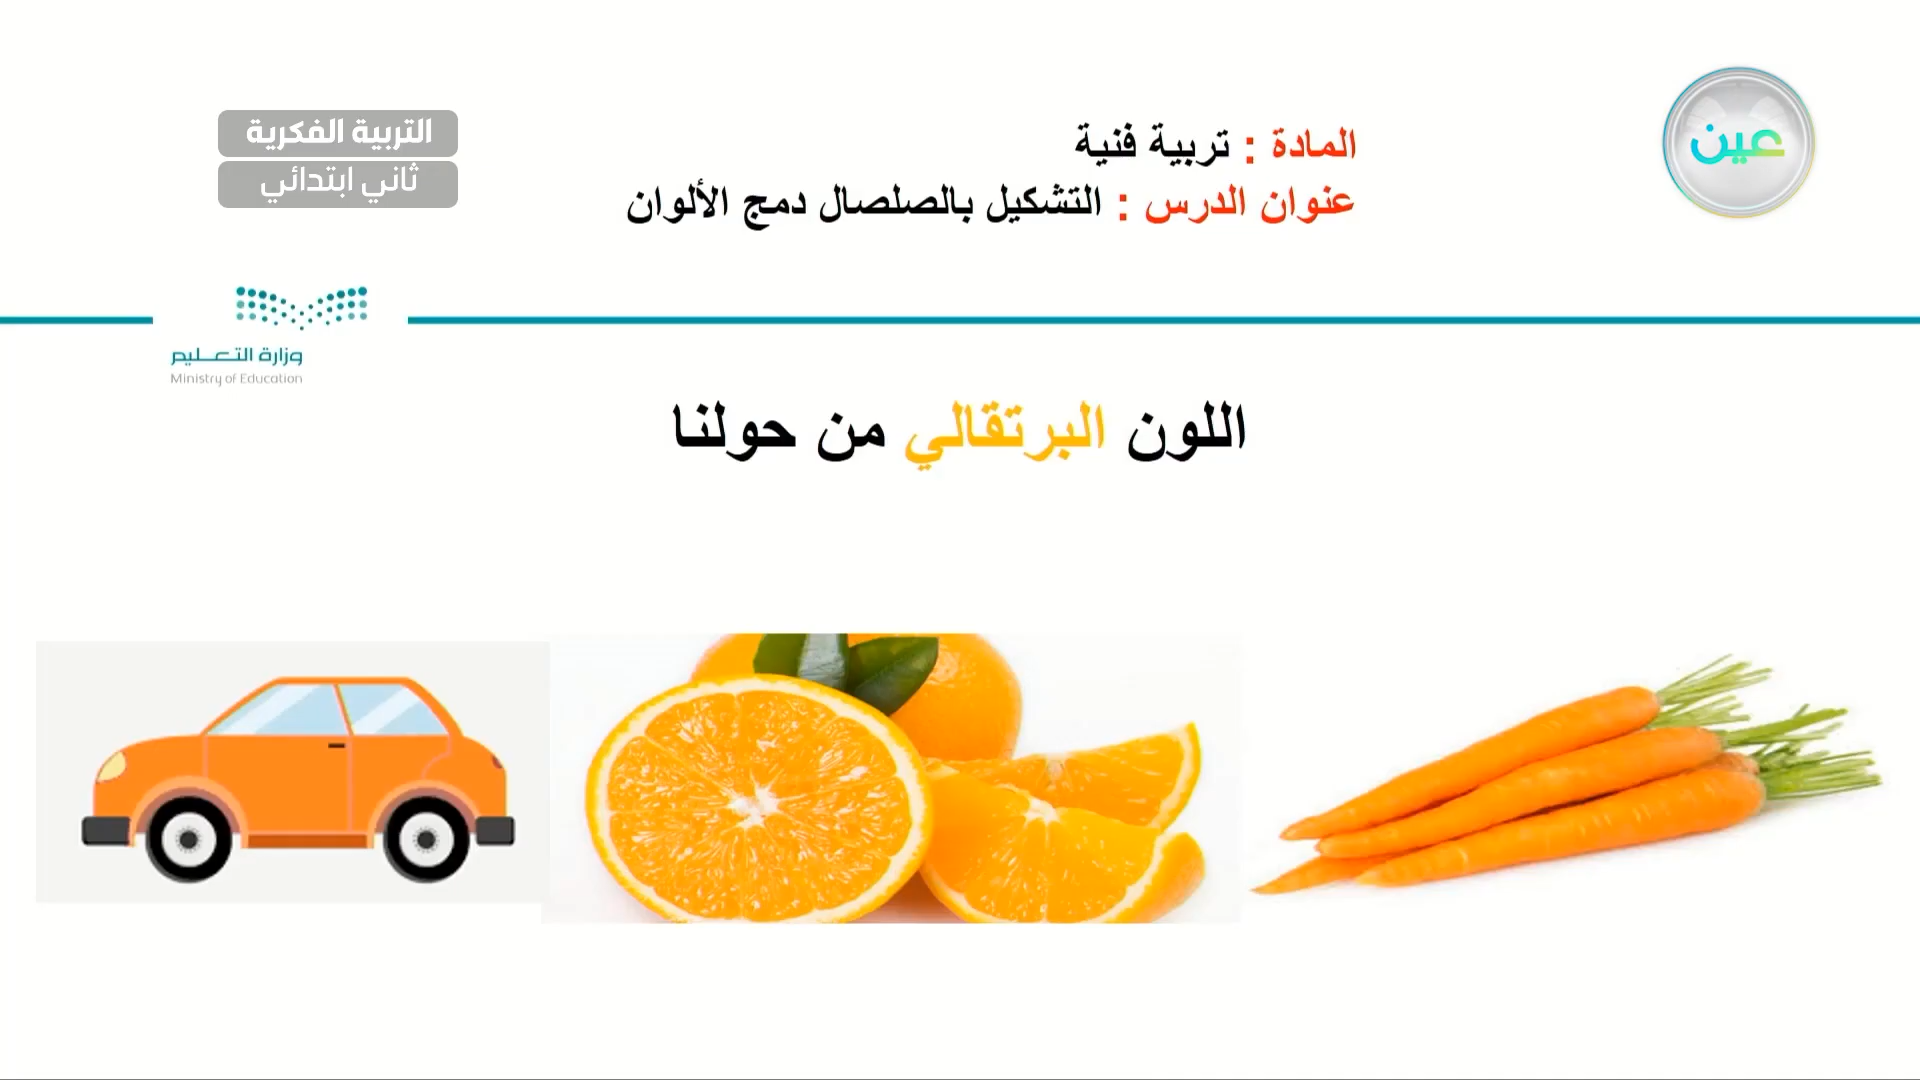 عين
المادة : تربية فنية
عنوان الدرس : التشكيل بالصلصال دمج الألوان
التربية الفكرية
ثاني ابتدائي
وزارة التعليم
Ministry of Education
اللون البرتقالي من حولنا